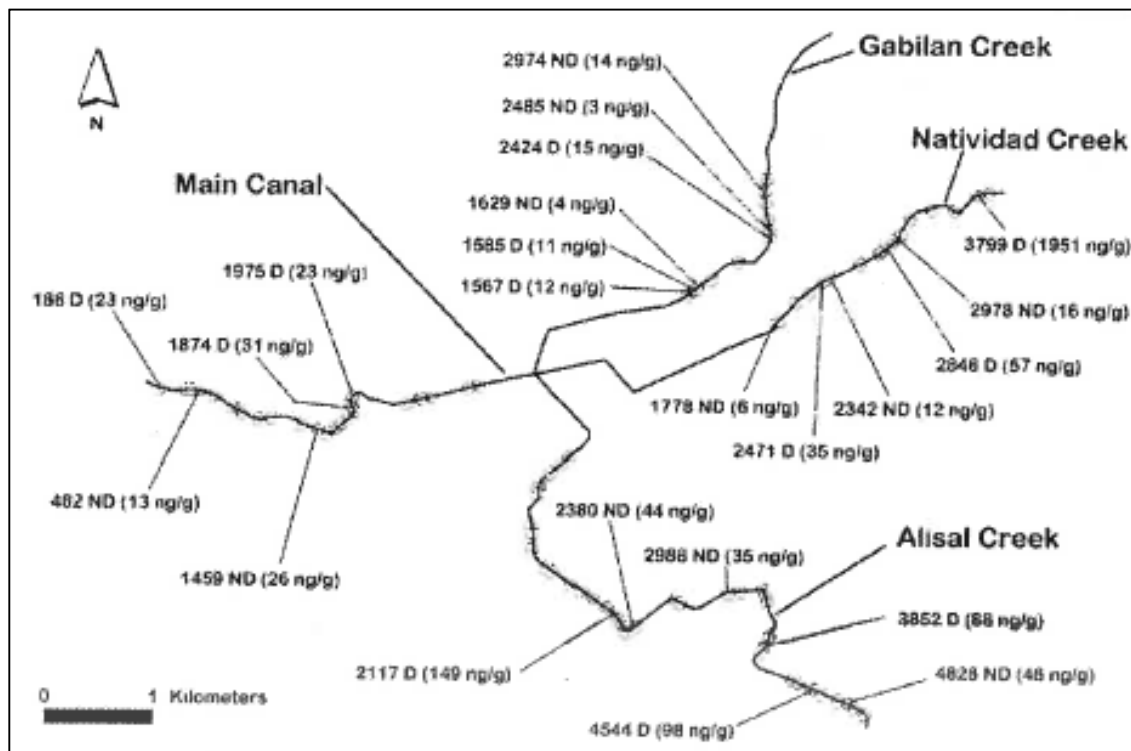 Gabilan Creek
2974 ND (14 ng/g)
2485 ND (3 ng/g)
2424 D (15 ng/g)
N
Natividad Creek
Main Canal
1629 ND (4 ng/g)
1585 D (11 ng/g)
1567 D (12 ng/g)
3799 D (1951 ng/g)
1975 D (23 ng/g)
186 D (23 ng/g)
2978 ND (16 ng/g)
1874 D (31 ng/g)
2846 D (57 ng/g)
1778 ND (6 ng/g)
2342 ND (12 ng/g)
2471 D (35 ng/g)
482 ND (13 ng/g)
2380 ND (44 ng/g)
Alisal Creek
2988 ND (35 ng/g)
1459 ND (26 ng/g)
3852 D (88 ng/g)
2117 D (149 ng/g)
4828 ND (48 ng/g)
0 1 Kilometers
4544 D (98 ng/g)